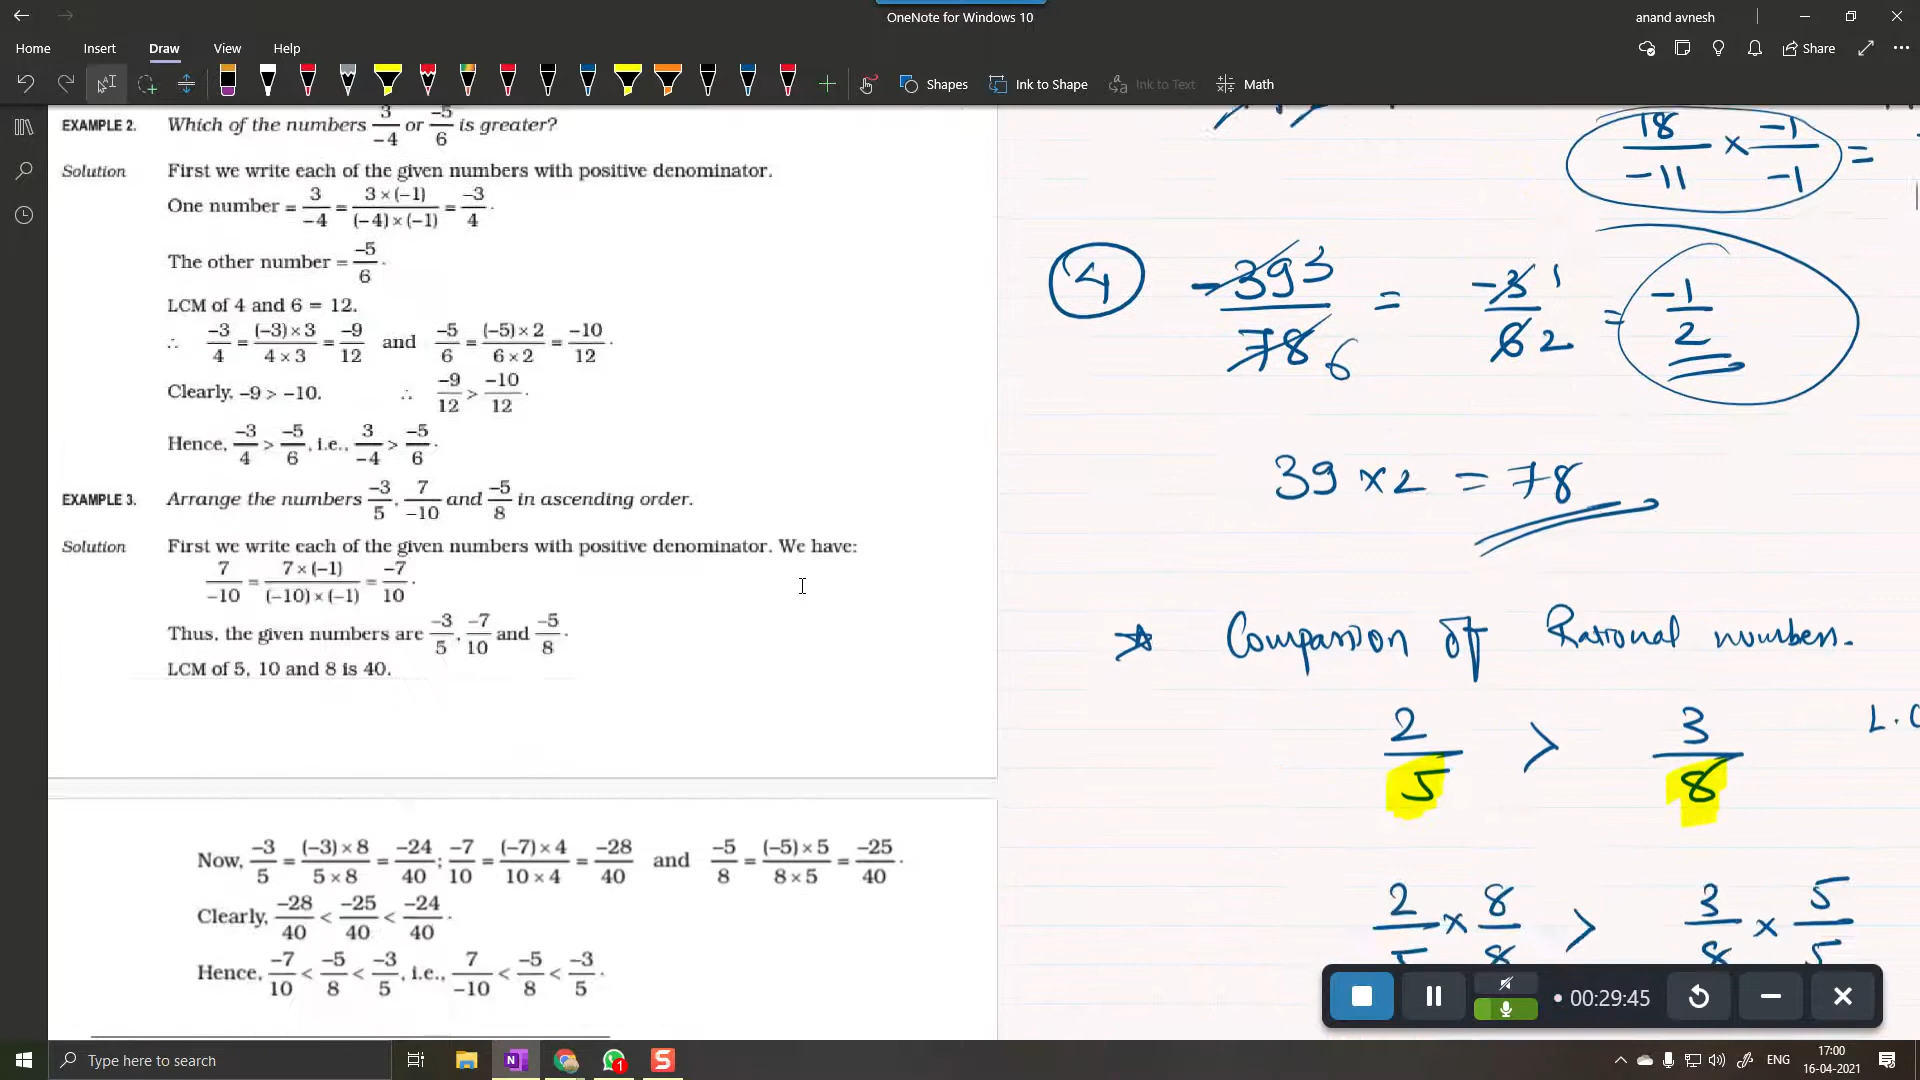 OneNote for Windows 10
anand avnesh
Home Insert Draw View Help
Share
Shapes
Ink to Shape
Ink to Text
Math
EXAMPLE 2. Which of the numbers 3/-4 or -5/6 is greater?
Solution First we write each of the given numbers with positive denominator.
One number = 3/-4 = 3 × (-1)/(-4) × (-1) = -3/4.
The other number = -5/6.
LCM of 4 and 6 = 12.
∴ -3/4 = (-3) × 3/4 × 3 = -9/12 and -5/6 = (-5) × 2/6 × 2 = -10/12.
Clearly, -9 > -10. ∴ -9/12 > -10/12.
Hence, -3/4 > -5/6, i.e., 3/-4 > -5/6.
EXAMPLE 3. Arrange the numbers -3/5, 7/-10 and -5/8 in ascending order.
Solution First we write each of the given numbers with positive denominator. We have:
7/-10 = 7 × (-1)/(-10) × (-1) = -7/10.
Thus, the given numbers are -3/5, -7/10 and -5/8.
LCM of 5, 10 and 8 is 40.
Now, -3/5 = (-3) × 8/5 × 8 = -24/40; -7/10 = (-7) × 4/10 × 4 = -28/40 and -5/8 = (-5) × 5/8 × 5 = -25/40.
Clearly, -28/40 < -25/40 < -24/40.
Hence, -7/10 < -5/8 < -3/5, i.e., 7/-10 < -5/8 < -3/5.
18/-11 × -1/-1 =
4 -39 3/78 6 = -3 1/6 2 = -1/2
39 × 2 = 78
Comparsion of Rational numbers.
2/5 > 3/8 L.C
2/5 × 8/8 > 3/8 × 5/5
00:29:45
Type here to search
1
ENG
17:00
16-04-2021